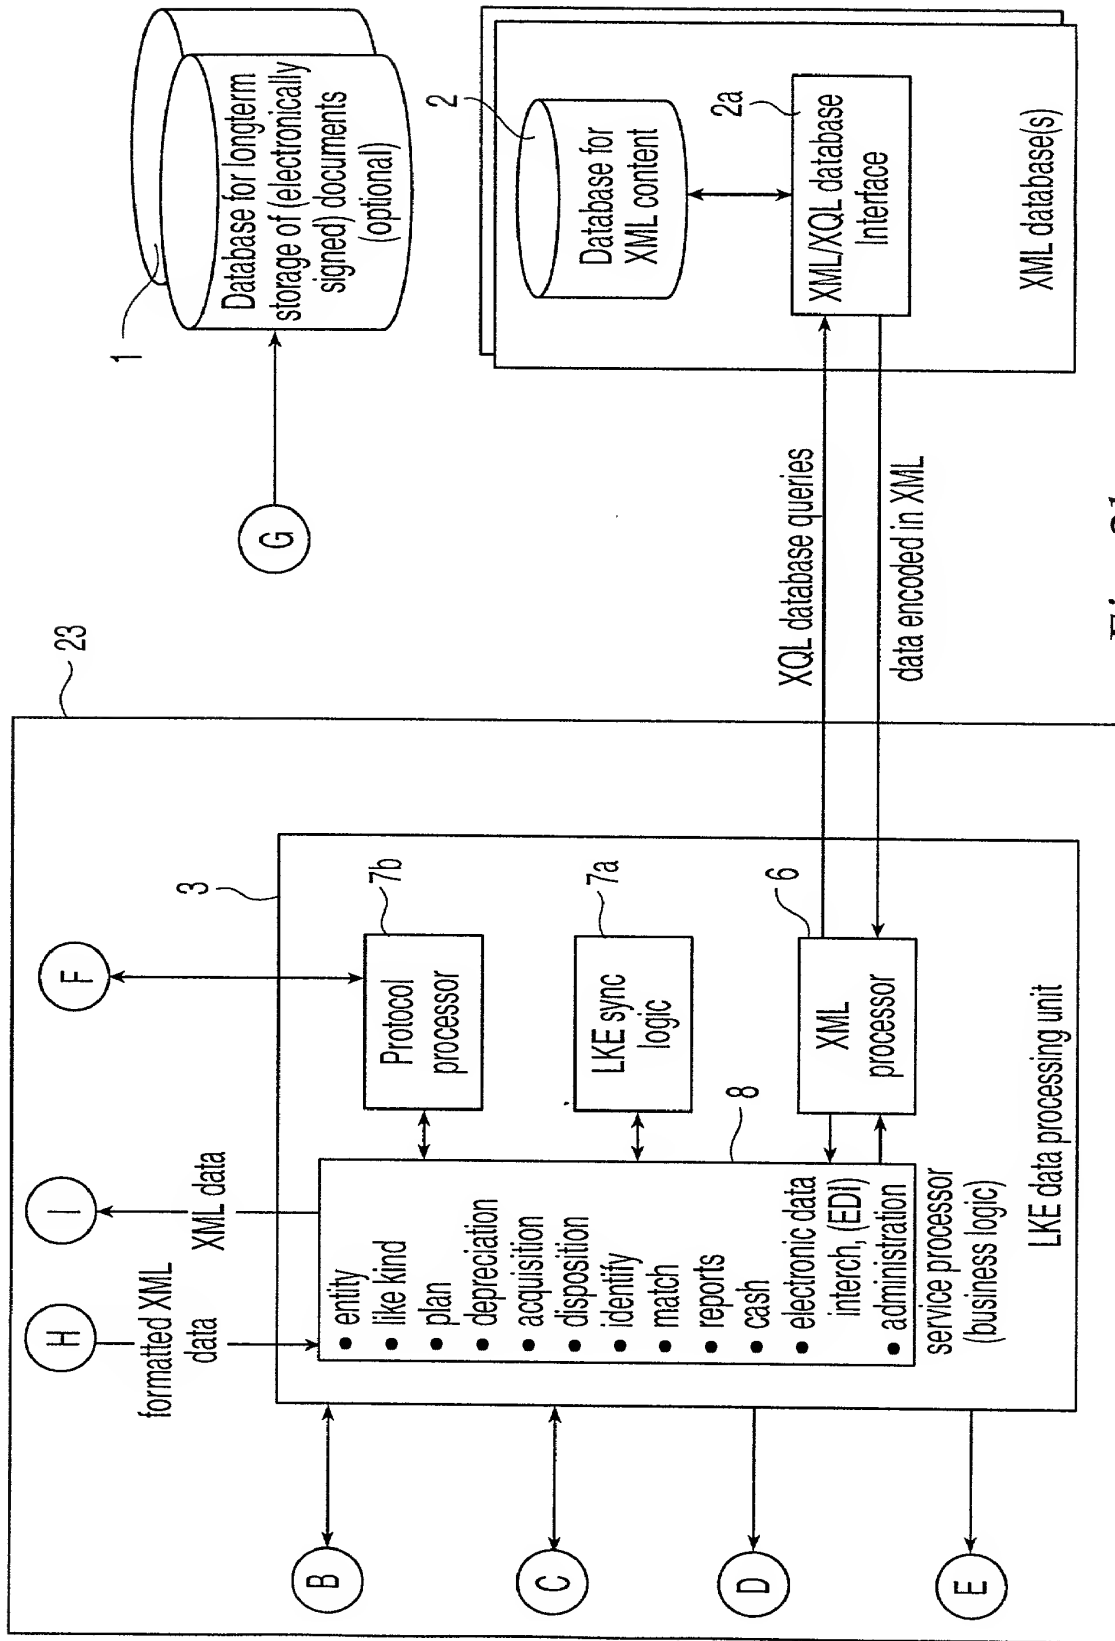 23
H
formatted XML
data
I
XML data
F
B
C
D
E
3
• entity
• like kind
• plan
• depreciation
• acquisition
• disposition
• identify
• match
• reports
• cash
• electronic data
interch, (EDI)
• administration
8
service processor
(business logic)
7b
Protocol
processor
7a
LKE sync
logic
6
XML
processor
LKE data processing unit
G
1
Database for longterm
storage of (electronically
signed) documents
(optional)
2
Database for
XML content
2a
XML/XQL database
Interface
XML database(s)
XQL database queries
data encoded in XML